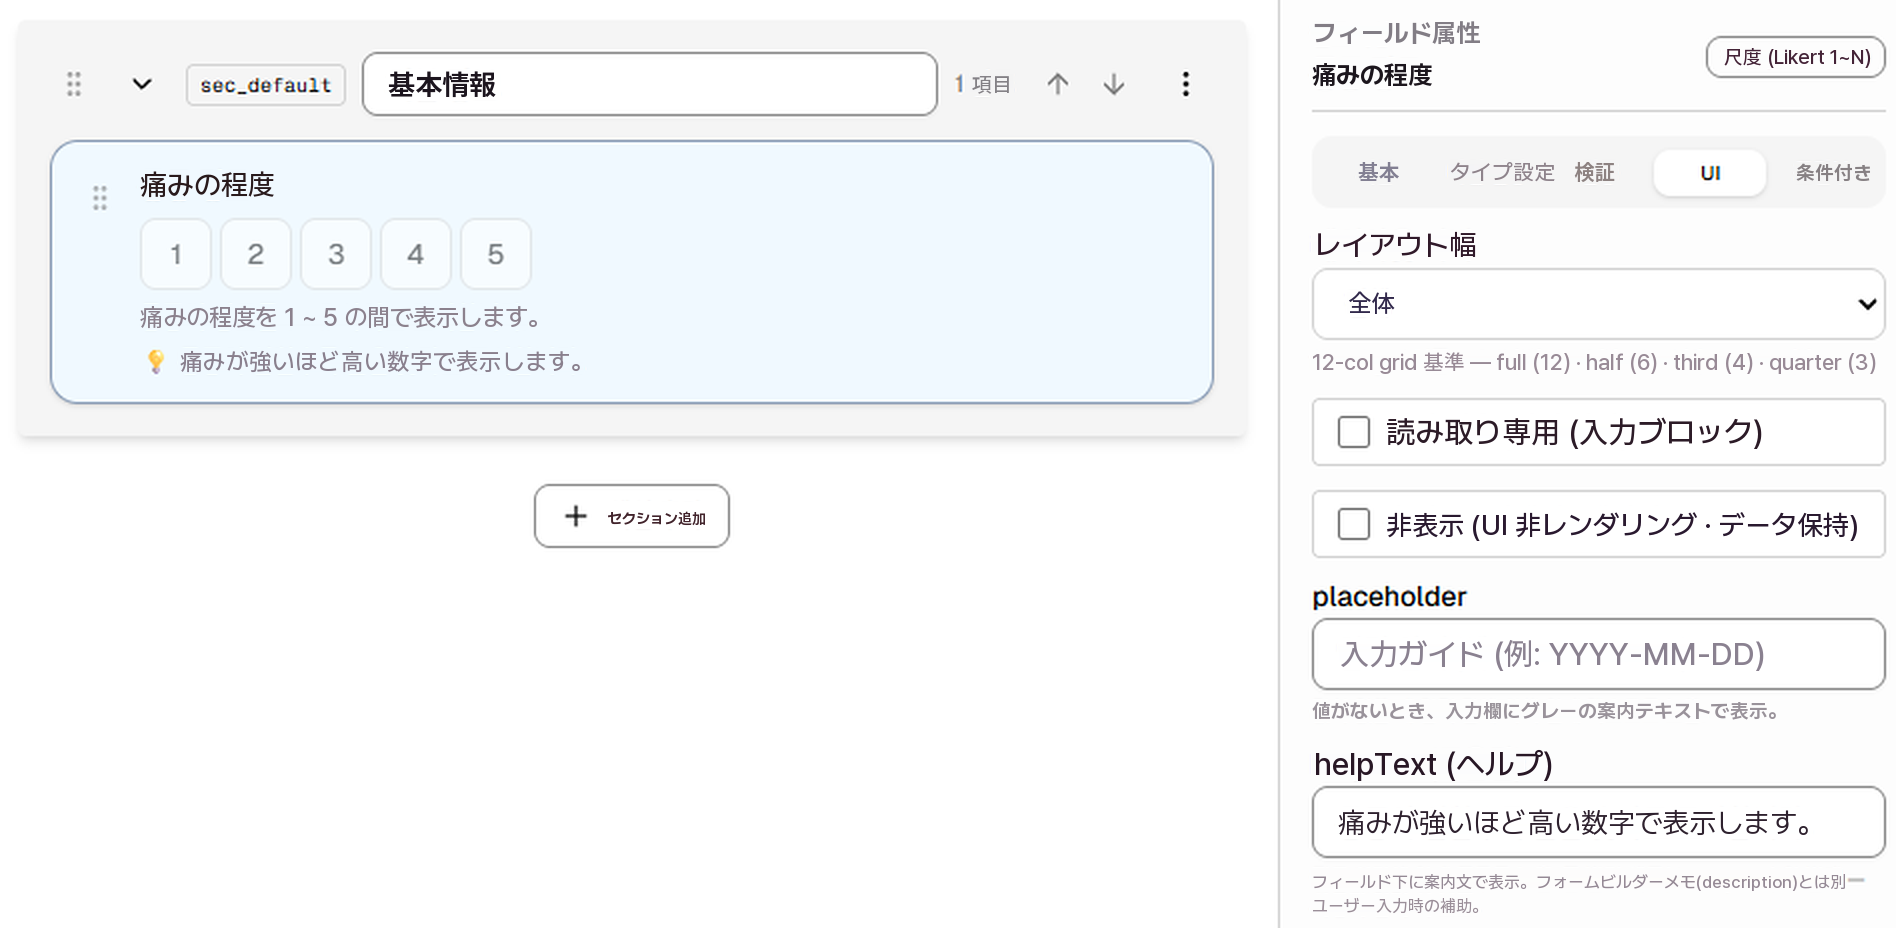 sec_default
基本情報
1 項目
痛みの程度
1 2 3 4 5
痛みの程度を 1 ~ 5 の間で表示します。
💡 痛みが強いほど高い数字で表示します。
+ セクション追加
フィールド属性
痛みの程度
尺度 (Likert 1~N)
基本 タイプ設定 検証 UI 条件付き
レイアウト幅
全体
12-col grid 基準 — full (12) · half (6) · third (4) · quarter (3)
読み取り専用 (入力ブロック)
非表示 (UI 非レンダリング · データ保持)
placeholder
入力ガイド (例: YYYY-MM-DD)
値がないとき、入力欄にグレーの案内テキストで表示。
helpText (ヘルプ)
痛みが強いほど高い数字で表示します。
フィールド下に案内文で表示。フォームビルダーメモ(description)とは別ー
ユーザー入力時の補助。